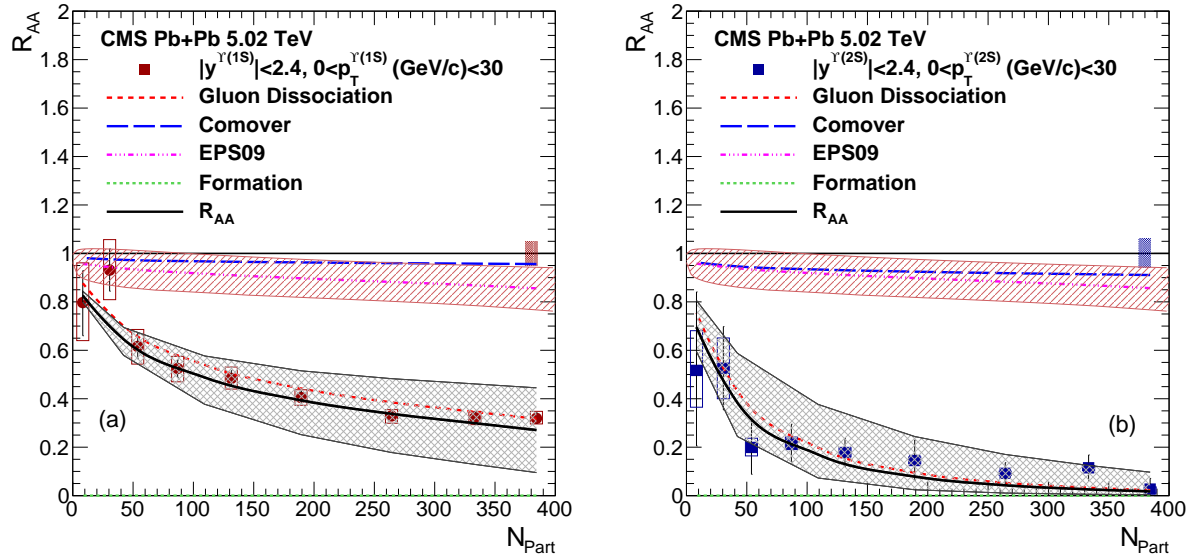 R_AA
2
1.8
1.6
1.4
1.2
1
0.8
0.6
0.4
0.2
0
CMS Pb+Pb 5.02 TeV
|y^ϒ(1S)|<2.4, 0<p_T^ϒ(1S) (GeV/c)<30
Gluon Dissociation
Comover
EPS09
Formation
R_AA
(a)
0 50 100 150 200 250 300 350 400
N_Part
R_AA
2
1.8
1.6
1.4
1.2
1
0.8
0.6
0.4
0.2
0
CMS Pb+Pb 5.02 TeV
|y^ϒ(2S)|<2.4, 0<p_T^ϒ(2S) (GeV/c)<30
Gluon Dissociation
Comover
EPS09
Formation
R_AA
(b)
0 50 100 150 200 250 300 350 400
N_Part